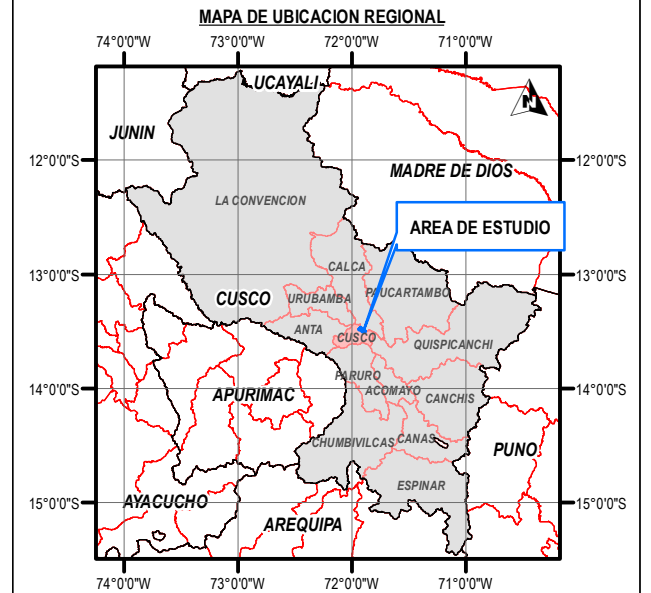 MAPA DE UBICACION REGIONAL
74°0'0"W 73°0'0"W 72°0'0"W 71°0'0"W
UCAYALI
N
JUNIN
12°0'0"S 12°0'0"S
MADRE DE DIOS
LA CONVENCION
AREA DE ESTUDIO
CALCA
13°0'0"S 13°0'0"S
CUSCO
URUBAMBA
PAUCARTAMBO
ANTA
CUSCO
QUISPICANCHI
PARURO
14°0'0"S 14°0'0"S
APURIMAC
ACOMAYO
CANCHIS
CHUMBIVILCAS
CANAS
PUNO
ESPINAR
15°0'0"S 15°0'0"S
AYACUCHO
AREQUIPA
74°0'0"W 73°0'0"W 72°0'0"W 71°0'0"W